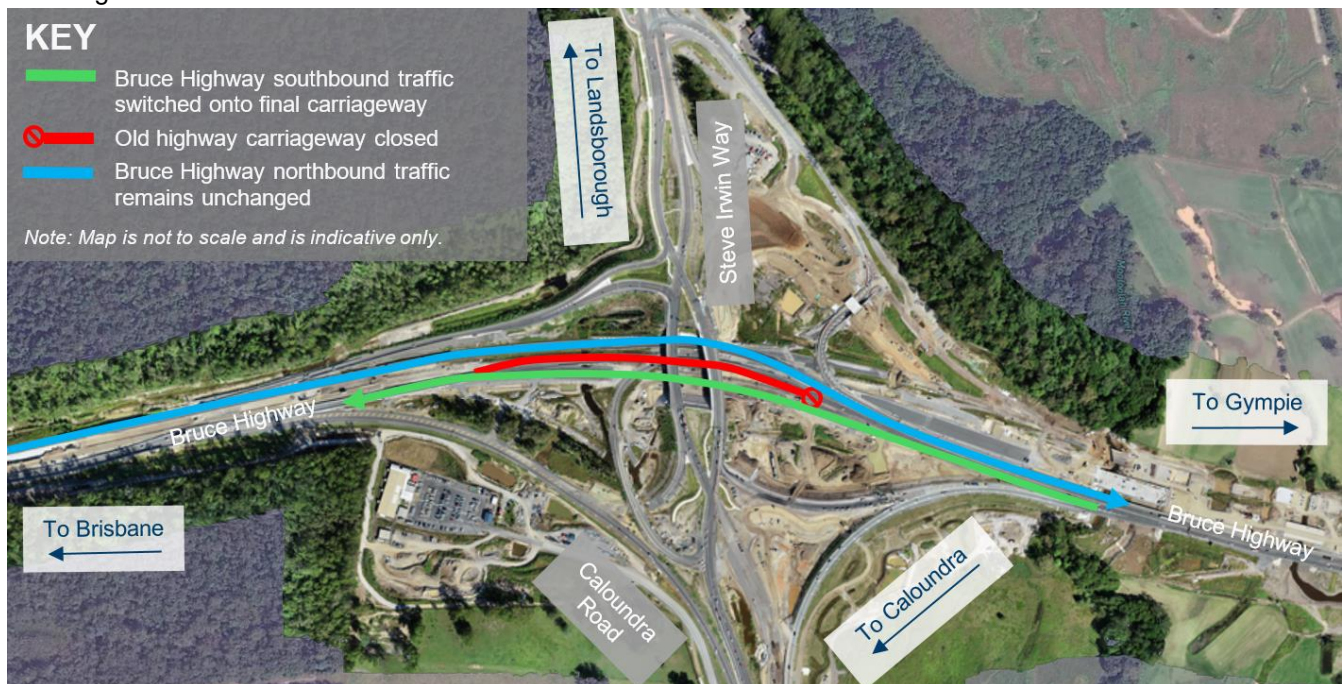 KEY
Bruce Highway southbound traffic
switched onto final carriageway
Old highway carriageway closed
Bruce Highway northbound traffic
remains unchanged
Note: Map is not to scale and is indicative only.
To Landsborough
Steve Irwin Way
To Gympie
Bruce Highway
To Brisbane
Caloundra
Road
To Caloundra
Bruce Highway